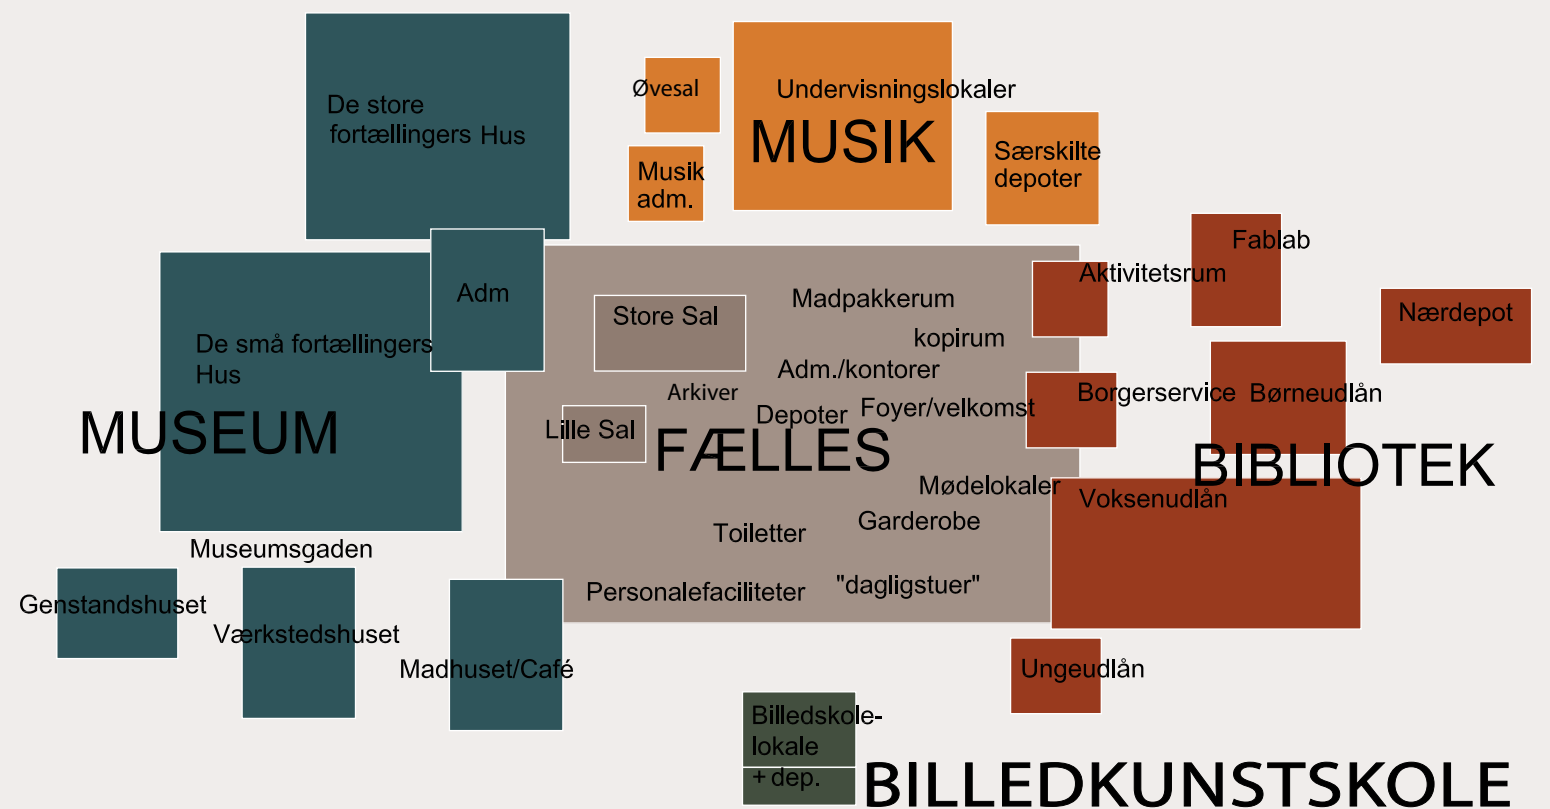 De store
fortællingers Hus
Øvesal
Undervisningslokaler
MUSIK
Musik
adm.
Særskilte
depoter
Fablab
Aktivitetsrum
Nærdepot
Adm
Store Sal
Madpakkerum
kopirum
De små fortællingers
Hus
Adm./kontorer
Arkiver
Depoter
Foyer/velkomst
Borgerservice
Børneudlån
MUSEUM
Lille Sal
FÆLLES
BIBLIOTEK
Mødelokaler
Voksenudlån
Garderobe
Toiletter
Museumsgaden
Personalefaciliteter
"dagligstuer"
Genstandshuset
Værkstedshuset
Madhuset/Café
Ungeudlån
Billedskole-
lokale
+ dep.
BILLEDKUNSTSKOLE